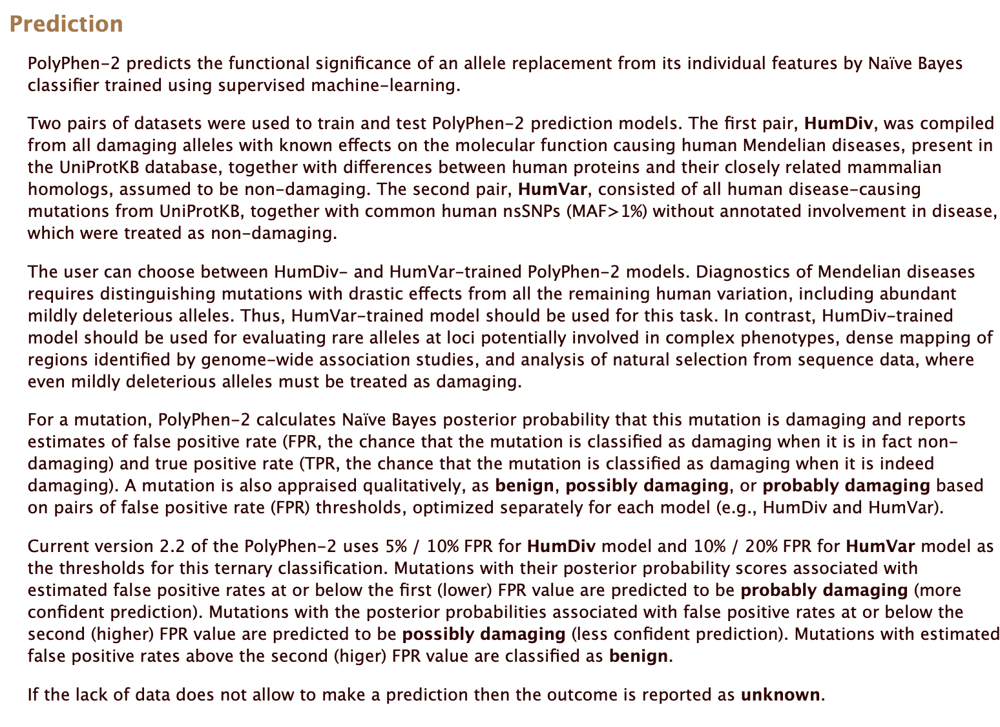 Prediction
PolyPhen-2 predicts the functional significance of an allele replacement from its individual features by Naïve Bayes
classifier trained using supervised machine-learning.
Two pairs of datasets were used to train and test PolyPhen-2 prediction models. The first pair, HumDiv, was compiled
from all damaging alleles with known effects on the molecular function causing human Mendelian diseases, present in
the UniProtKB database, together with differences between human proteins and their closely related mammalian
homologs, assumed to be non-damaging. The second pair, HumVar, consisted of all human disease-causing
mutations from UniProtKB, together with common human nsSNPs (MAF>1%) without annotated involvement in disease,
which were treated as non-damaging.
The user can choose between HumDiv- and HumVar-trained PolyPhen-2 models. Diagnostics of Mendelian diseases
requires distinguishing mutations with drastic effects from all the remaining human variation, including abundant
mildly deleterious alleles. Thus, HumVar-trained model should be used for this task. In contrast, HumDiv-trained
model should be used for evaluating rare alleles at loci potentially involved in complex phenotypes, dense mapping of
regions identified by genome-wide association studies, and analysis of natural selection from sequence data, where
even mildly deleterious alleles must be treated as damaging.
For a mutation, PolyPhen-2 calculates Naïve Bayes posterior probability that this mutation is damaging and reports
estimates of false positive rate (FPR, the chance that the mutation is classified as damaging when it is in fact non-
damaging) and true positive rate (TPR, the chance that the mutation is classified as damaging when it is indeed
damaging). A mutation is also appraised qualitatively, as benign, possibly damaging, or probably damaging based
on pairs of false positive rate (FPR) thresholds, optimized separately for each model (e.g., HumDiv and HumVar).
Current version 2.2 of the PolyPhen-2 uses 5% / 10% FPR for HumDiv model and 10% / 20% FPR for HumVar model as
the thresholds for this ternary classification. Mutations with their posterior probability scores associated with
estimated false positive rates at or below the first (lower) FPR value are predicted to be probably damaging (more
confident prediction). Mutations with the posterior probabilities associated with false positive rates at or below the
second (higher) FPR value are predicted to be possibly damaging (less confident prediction). Mutations with estimated
false positive rates above the second (higer) FPR value are classified as benign.
If the lack of data does not allow to make a prediction then the outcome is reported as unknown.